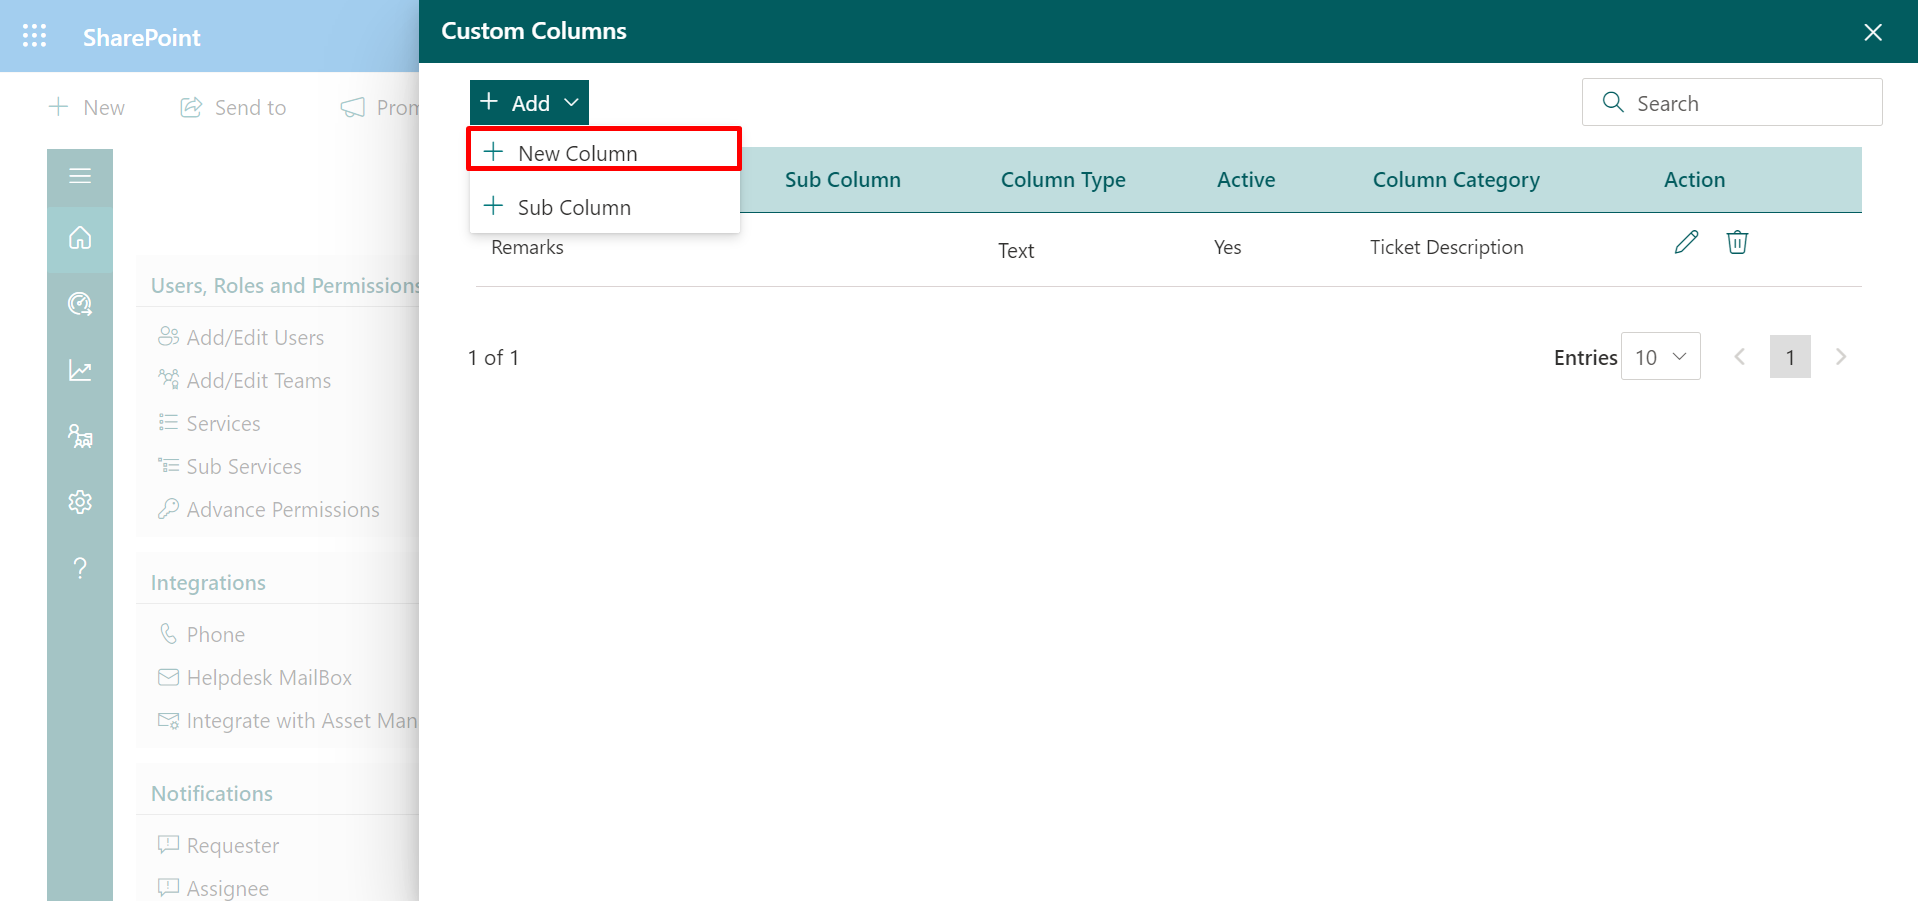 SharePoint
New
Send to
Prom
Users, Roles and Permissions
Add/Edit Users
Add/Edit Teams
Services
Sub Services
Advance Permissions
Integrations
Phone
Helpdesk MailBox
Integrate with Asset Man
Notifications
Requester
Assignee
Custom Columns
Add
Search
New Column
Sub Column
Sub Column
Column Type
Active
Column Category
Action
Remarks
Text
Yes
Ticket Description
1 of 1
Entries
10
1